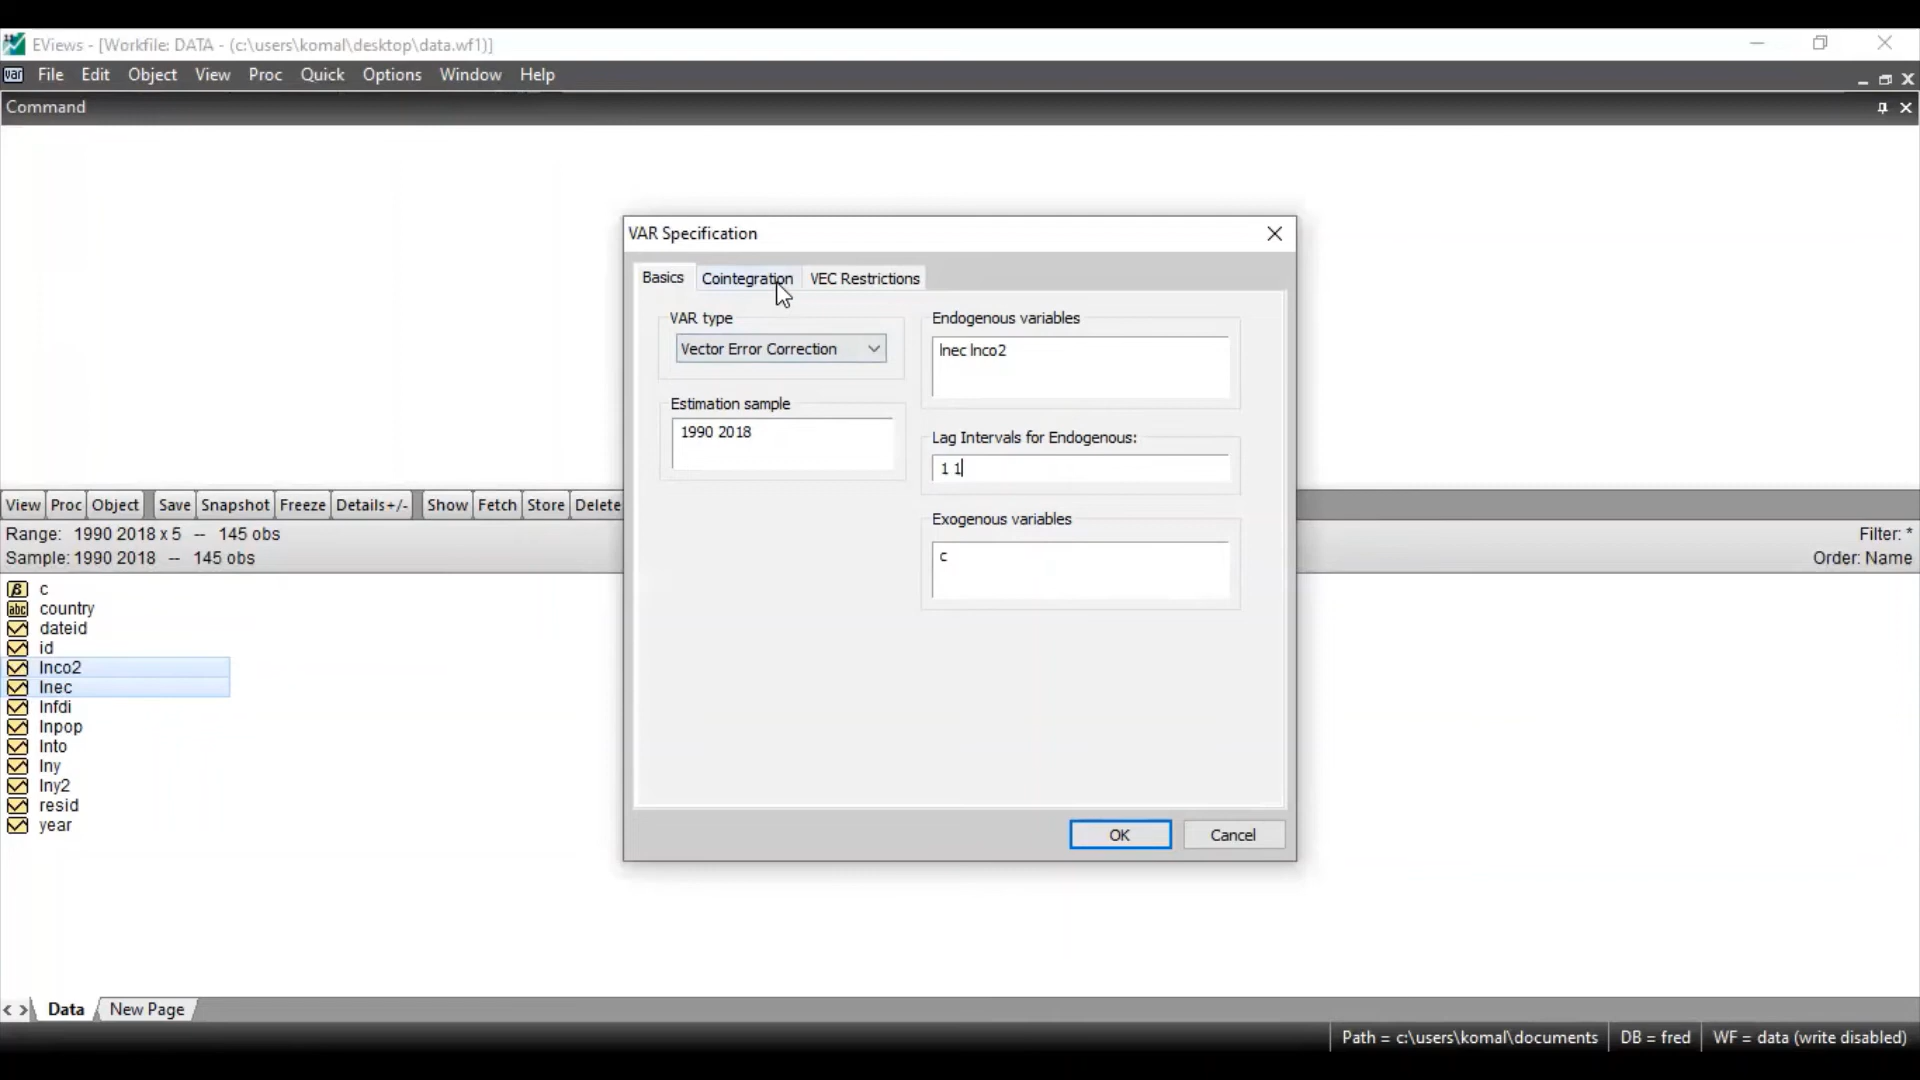 EViews - [Workfile: DATA - (c:\users\komal\desktop\data.wf1)]
var File Edit Object View Proc Quick Options Window Help
Command
VAR Specification
Basics Cointegration VEC Restrictions
VAR type
Vector Error Correction
Estimation sample
1990 2018
Endogenous variables
lnec lnco2
Lag Intervals for Endogenous:
1 1
Exogenous variables
c
OK Cancel
View Proc Object Save Snapshot Freeze Details+/- Show Fetch Store Delete
Range: 1990 2018 x 5 -- 145 obs
Filter: *
Sample: 1990 2018 -- 145 obs
Order: Name
β c
abc country
dateid
id
lnco2
lnec
lnfdi
lnpop
lnto
lny
lny2
resid
year
< > Data New Page
Path = c:\users\komal\documents DB = fred WF = data (write disabled)